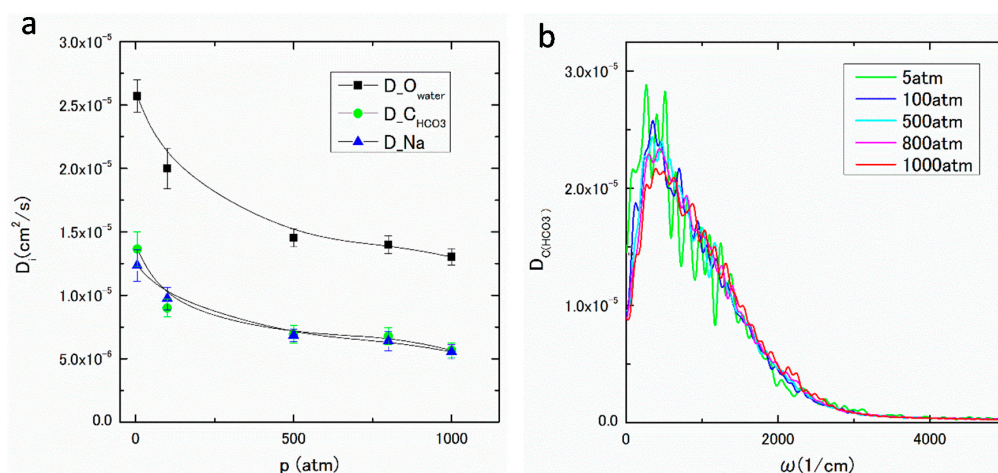 a
3.0x10⁻⁵
2.5x10⁻⁵
2.0x10⁻⁵
1.5x10⁻⁵
1.0x10⁻⁵
5.0x10⁻⁶
0.0
0
500
1000
p (atm)
Dᵢ(cm²/s)
D_O_water
D_C_HCO3
D_Na
b
3.0x10⁻⁵
2.0x10⁻⁵
1.0x10⁻⁵
0.0
0
2000
4000
ω(1/cm)
D_C(HCO3)
5atm
100atm
500atm
800atm
1000atm